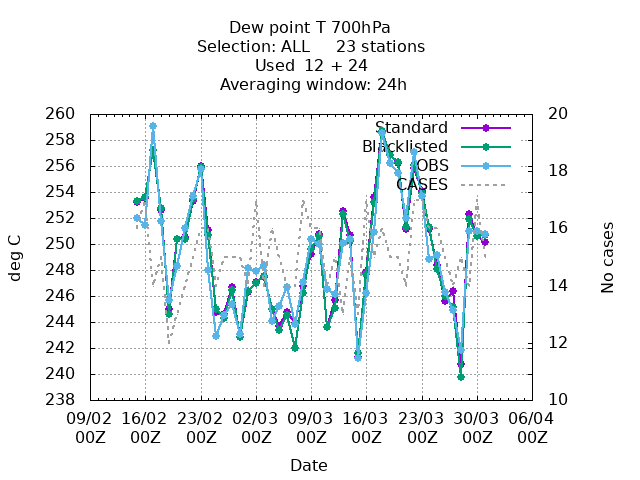 Dew point T 700hPa
Selection: ALL     23 stations
Used  12 + 24
Averaging window: 24h
260
258
256
254
252
250
248
246
244
242
240
238
deg C
20
18
16
14
12
10
No cases
Standard
Blacklisted
OBS
CASES
09/02 16/02 23/02 02/03 09/03 16/03 23/03 30/03 06/04
00Z 00Z 00Z 00Z 00Z 00Z 00Z 00Z 00Z
Date